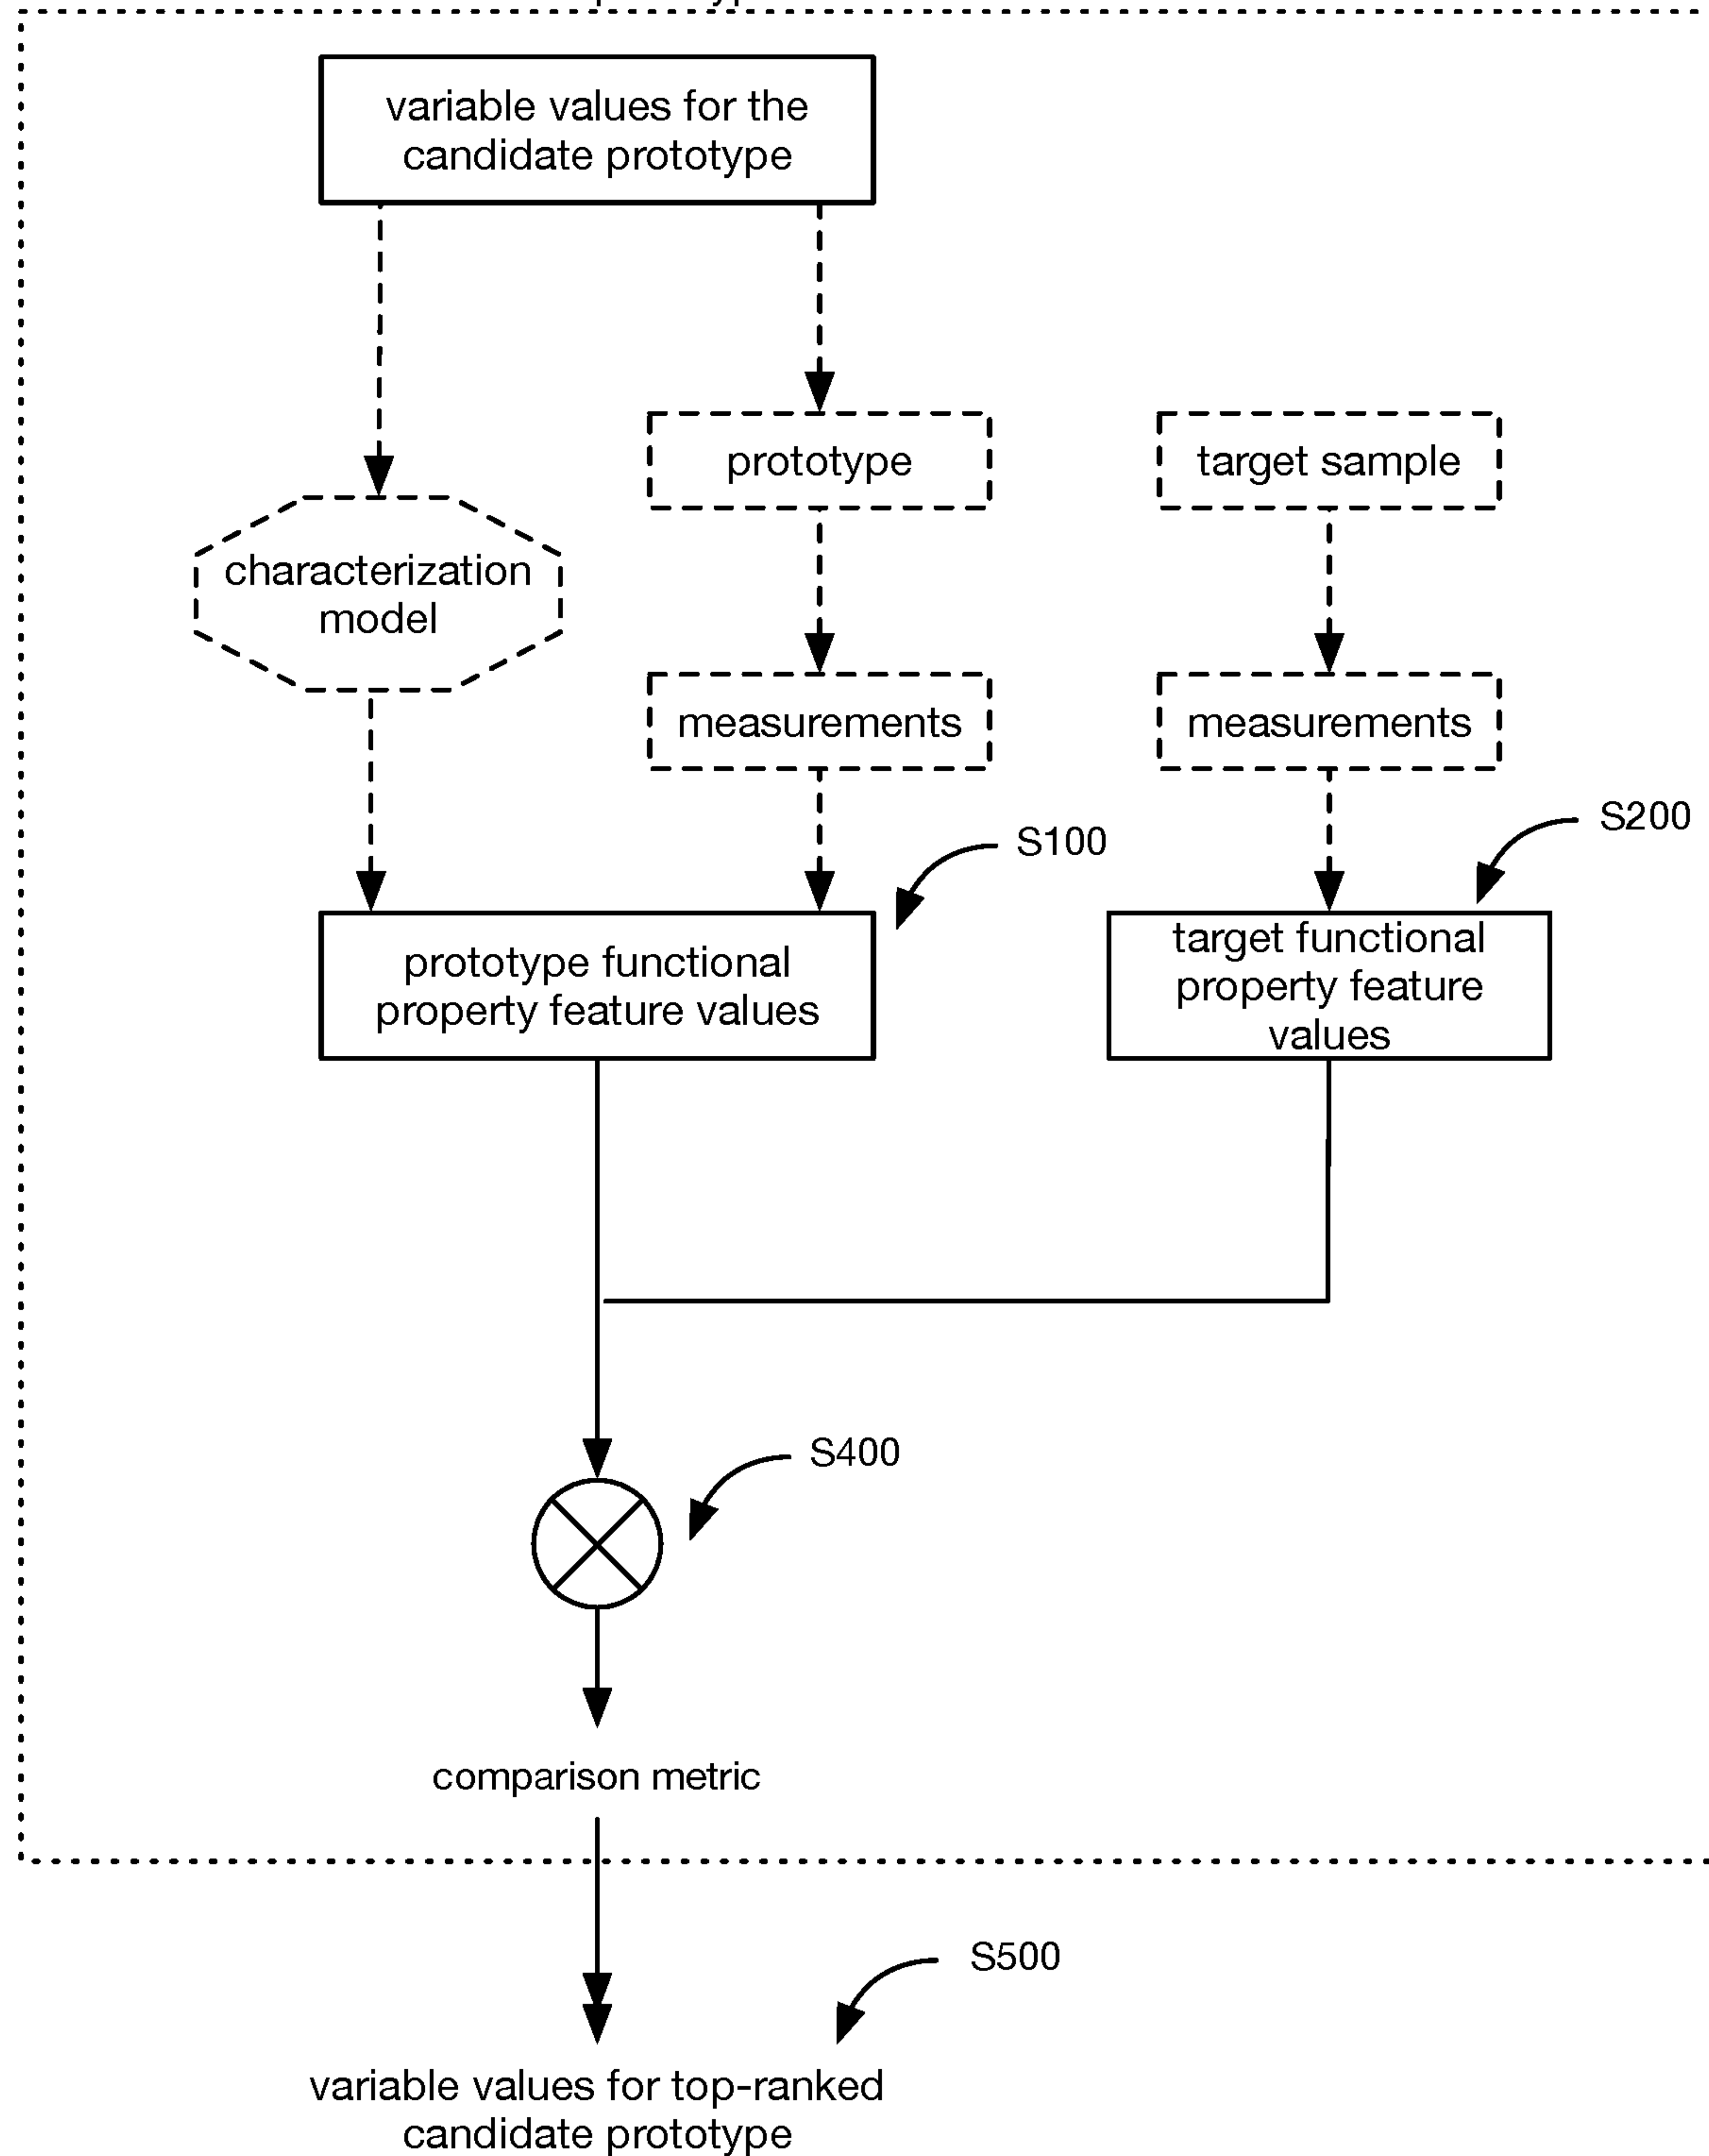 variable values for the
candidate prototype
prototype
target sample
characterization
model
measurements
measurements
S100
S200
prototype functional
property feature values
target functional
property feature
values
S400
comparison metric
S500
variable values for top-ranked
candidate prototype